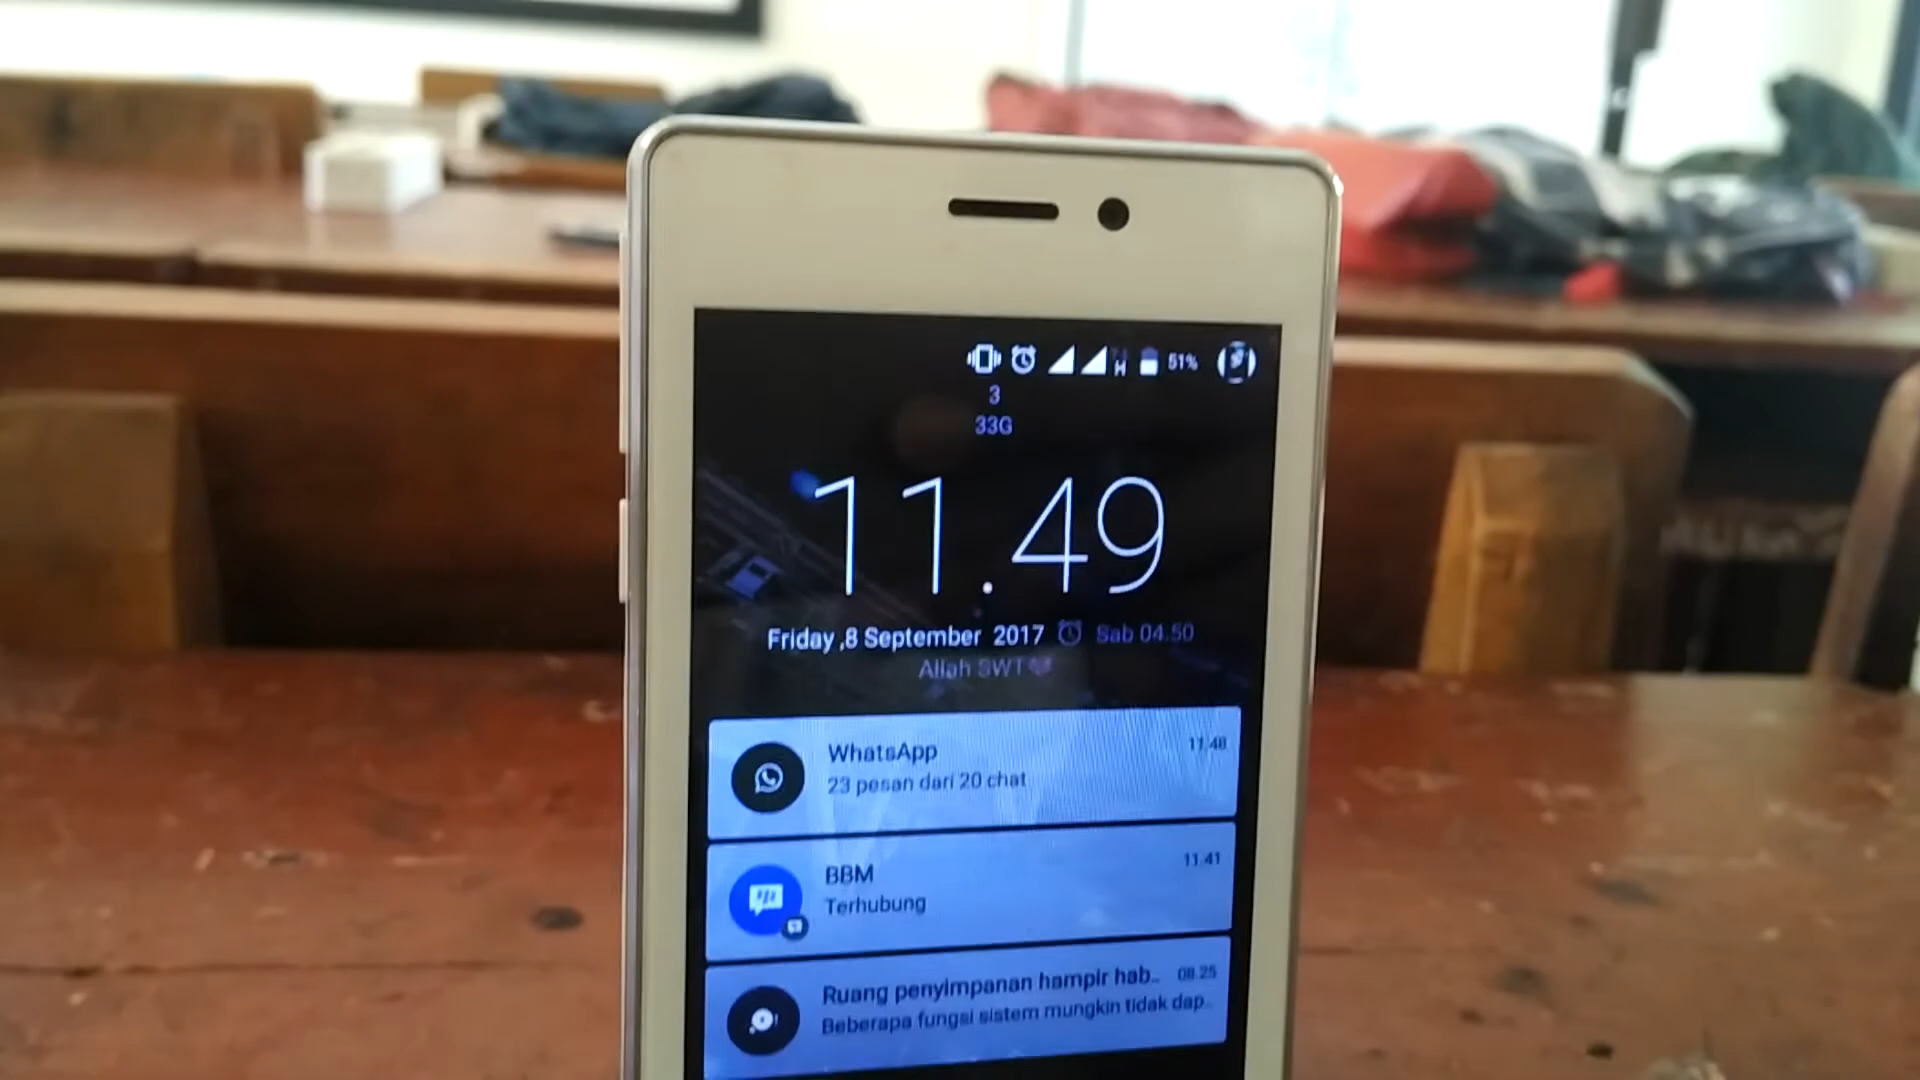 H 51%
3
33G
11.49
Friday ,8 September 2017 Sab 04.50
Allah SWT
WhatsApp 11.48
23 pesan dari 20 chat
BBM 11.41
Terhubung
Ruang penyimpanan hampir hab.. 08.25
Beberapa fungsi sistem mungkin tidak dap..